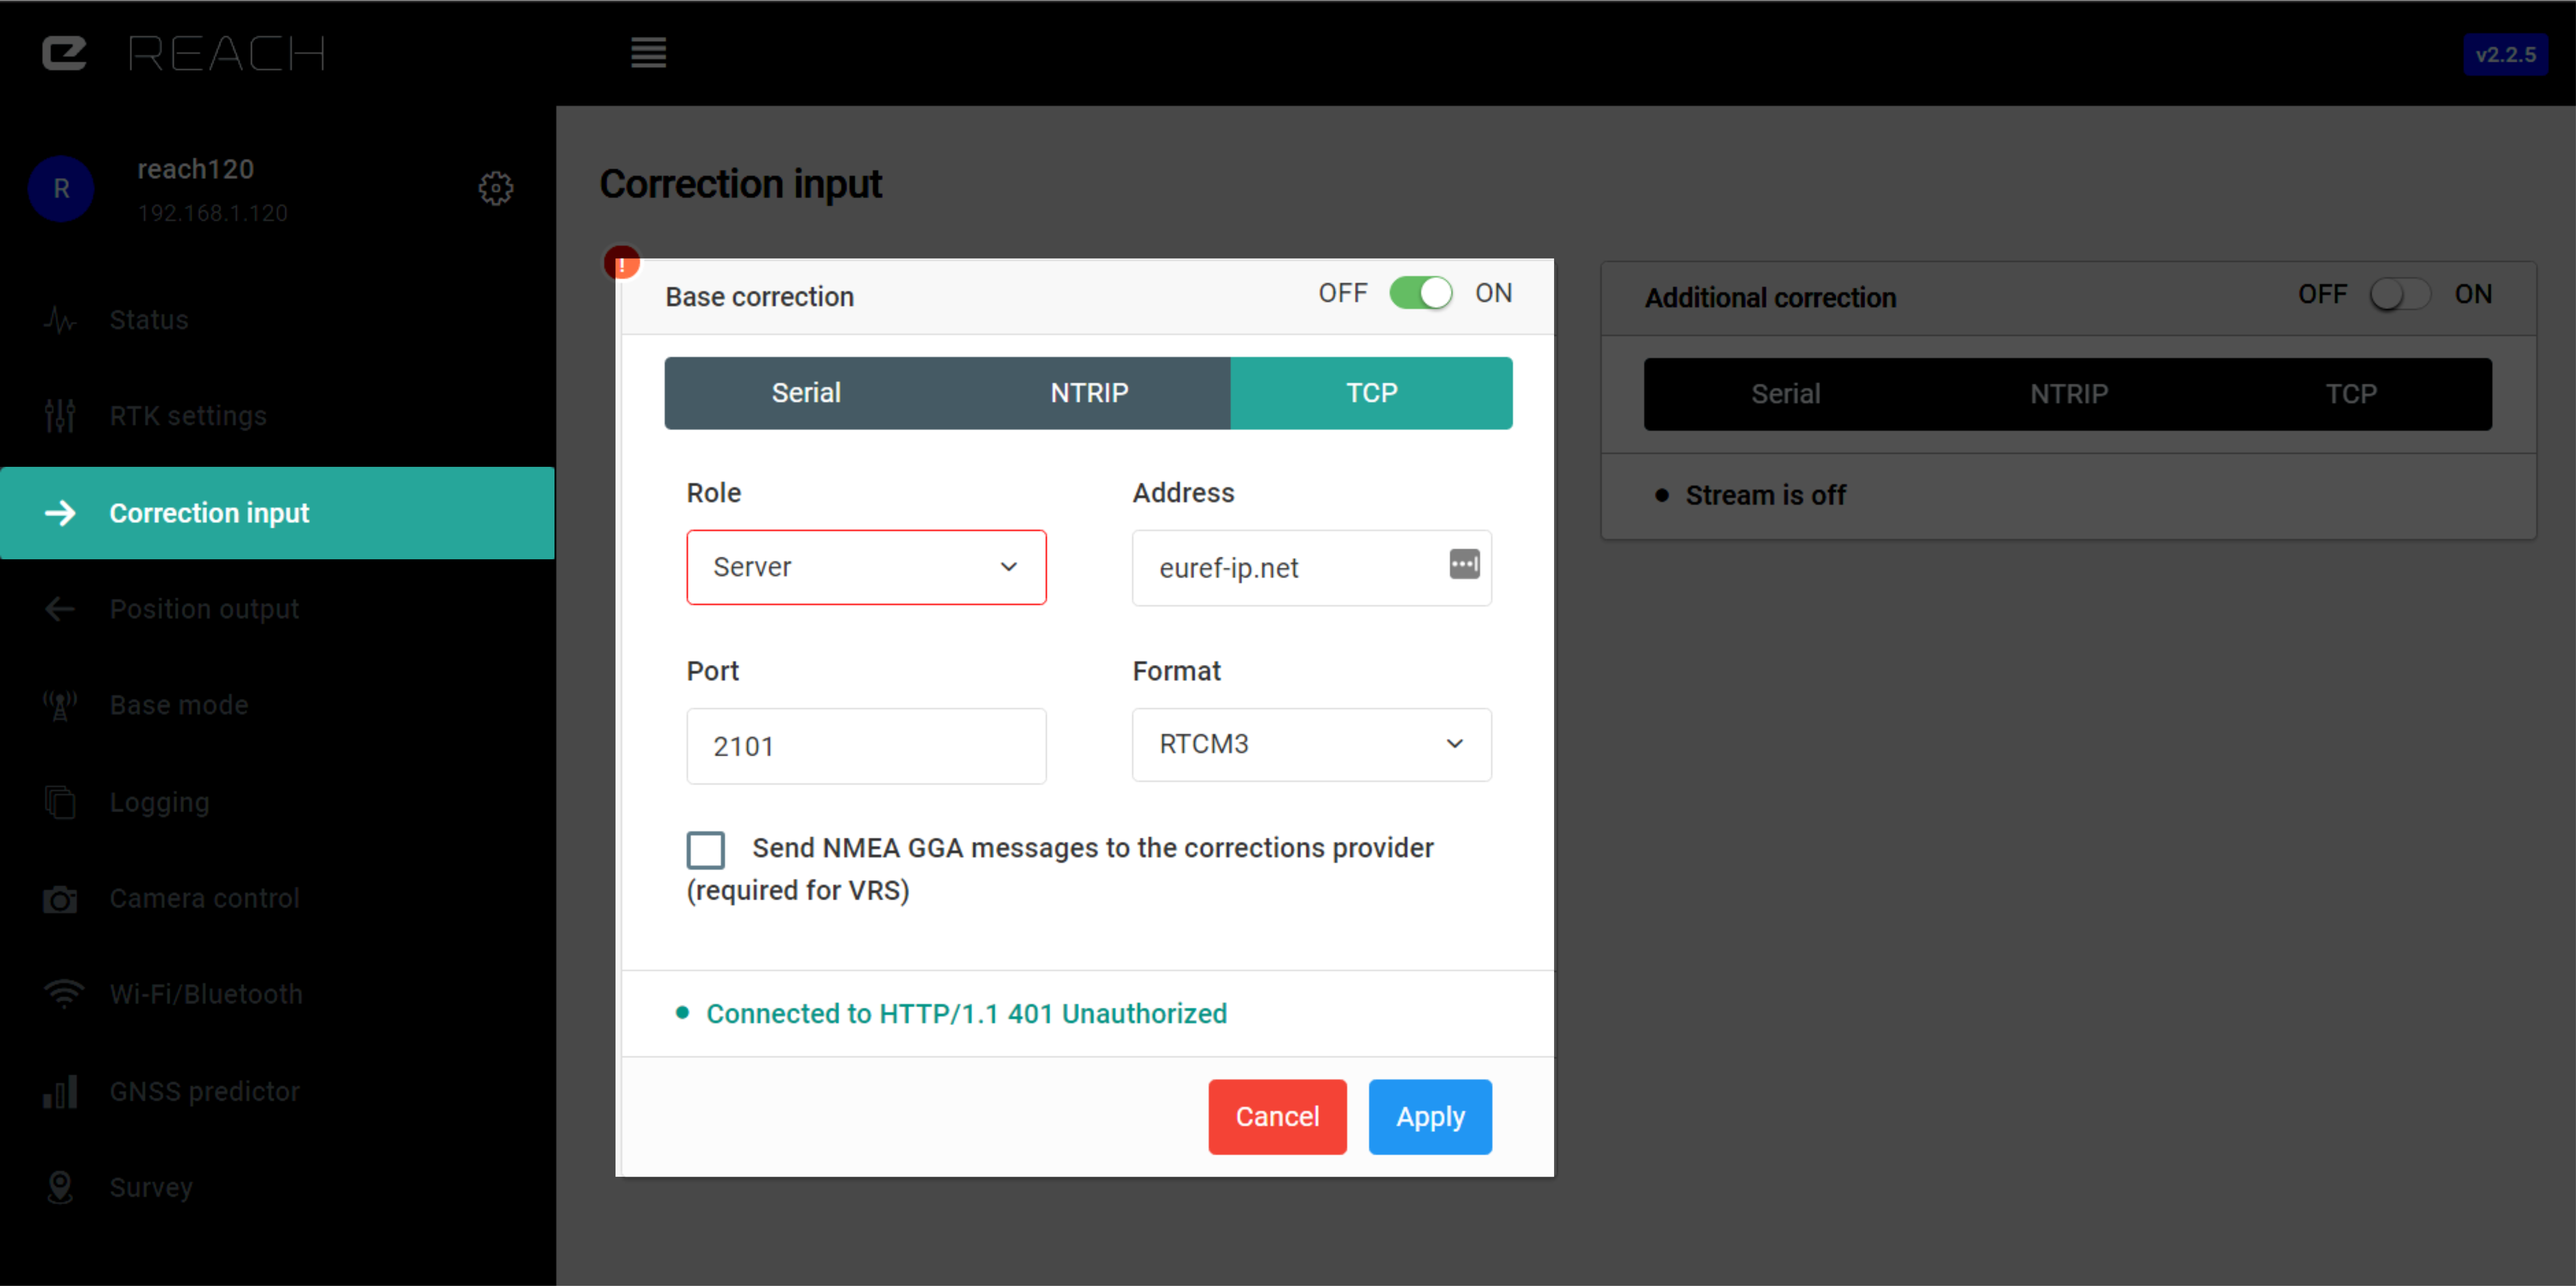 REACH
v2.2.5
R
reach120
192.168.1.120
Status
RTK settings
Correction input
Position output
Base mode
Logging
Camera control
Wi-Fi/Bluetooth
GNSS predictor
Survey
Correction input
!
Base correction
OFF ON
Serial NTRIP TCP
Role Address
Server euref-ip.net
Port Format
2101 RTCM3
Send NMEA GGA messages to the corrections provider
(required for VRS)
Connected to HTTP/1.1 401 Unauthorized
Cancel Apply
Additional correction
OFF ON
Serial NTRIP TCP
Stream is off